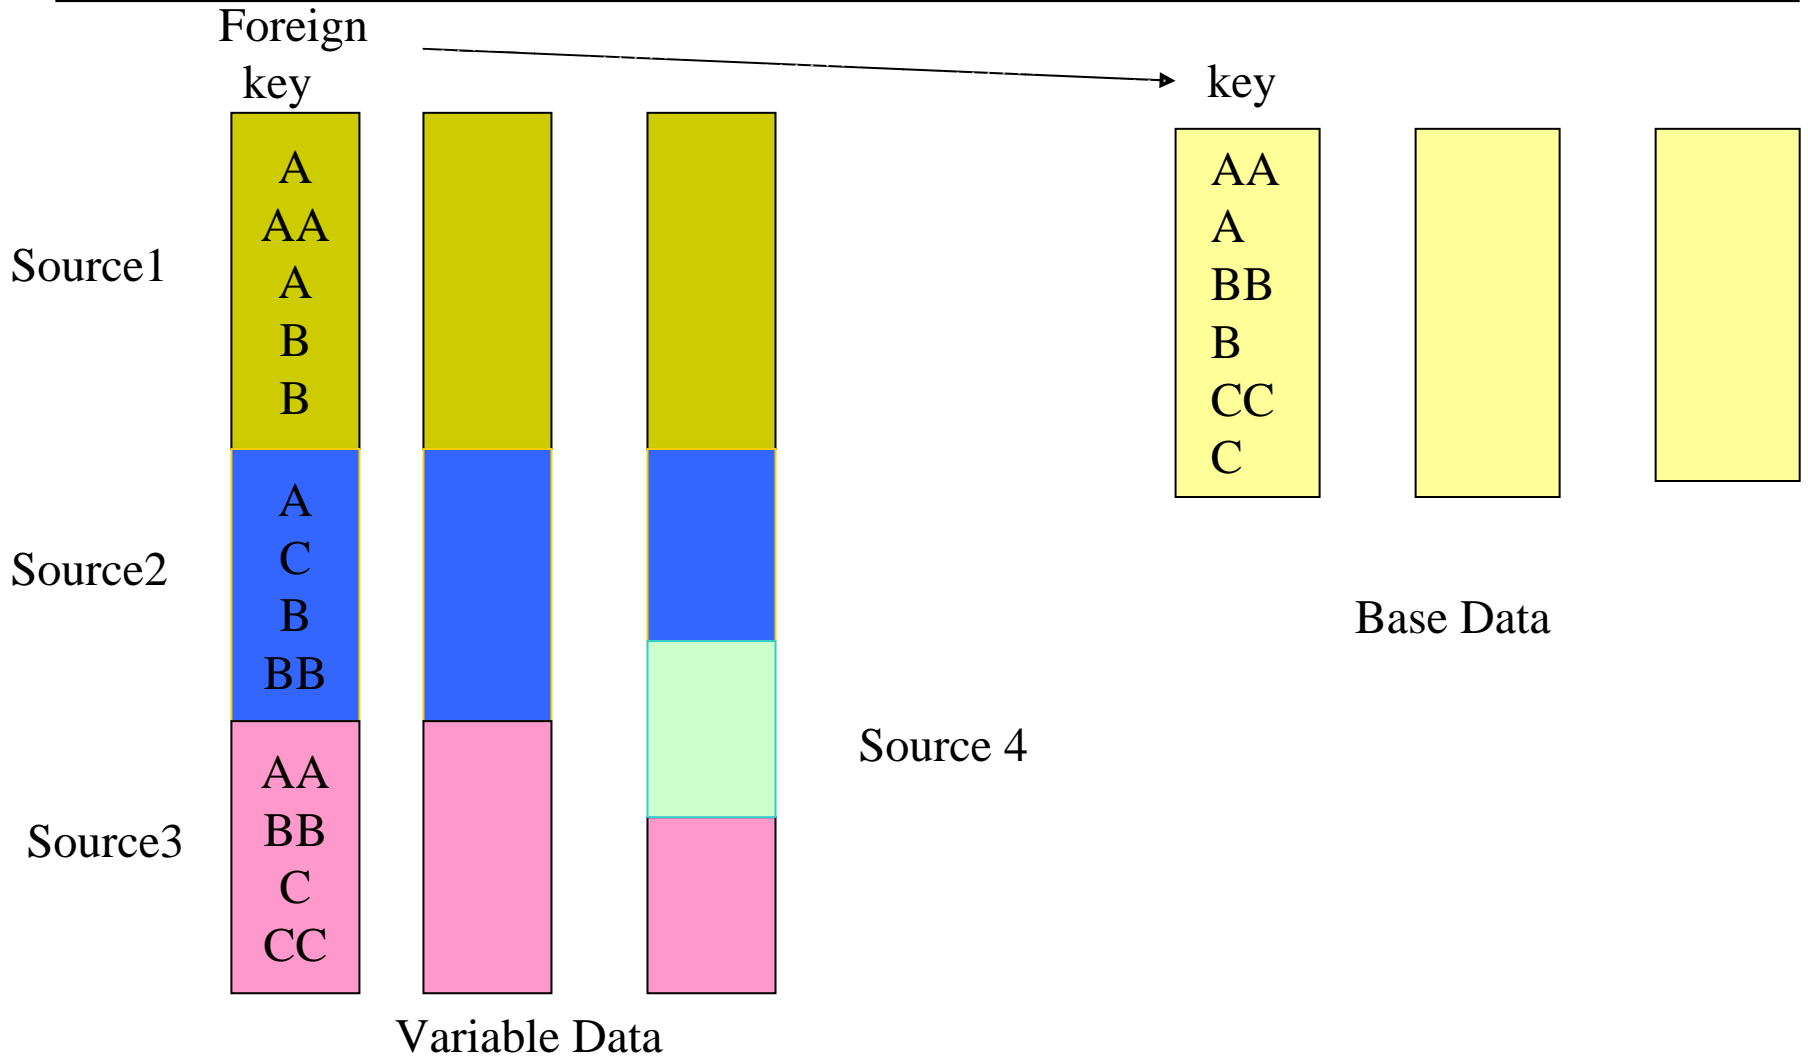 Foreign
key
key
Source1
A
AA
A
B
B
Source2
A
C
B
BB
Source3
AA
BB
C
CC
Variable Data
Source 4
AA
A
BB
B
CC
C
Base Data